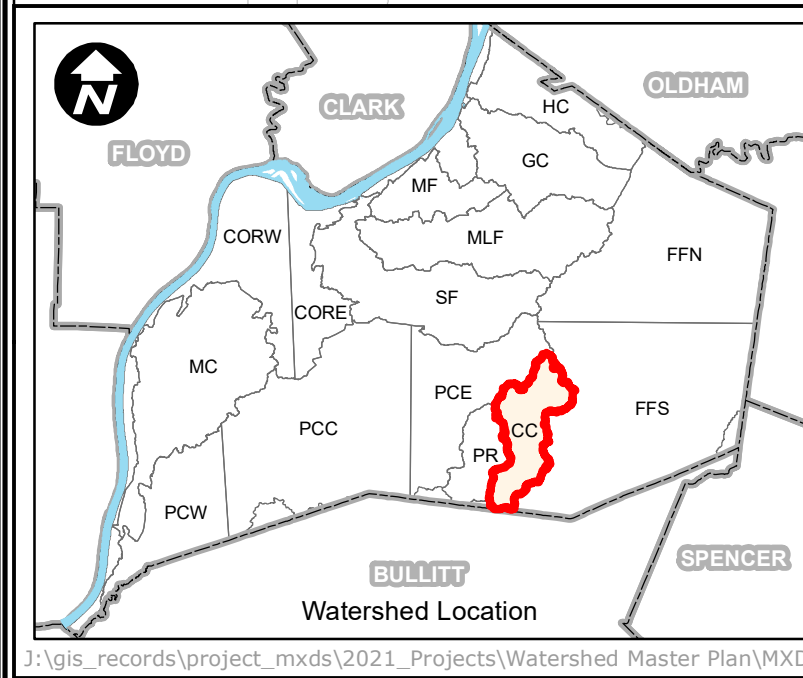 N
OLDHAM
CLARK
HC
FLOYD
GC
MF
CORW
MLF
FFN
SF
CORE
MC
PCE
FFS
PCC
CC
PR
PCW
SPENCER
BULLITT
Watershed Location
J:\gis_records\project_mxds\2021_Projects\Watershed Master Plan\MXD